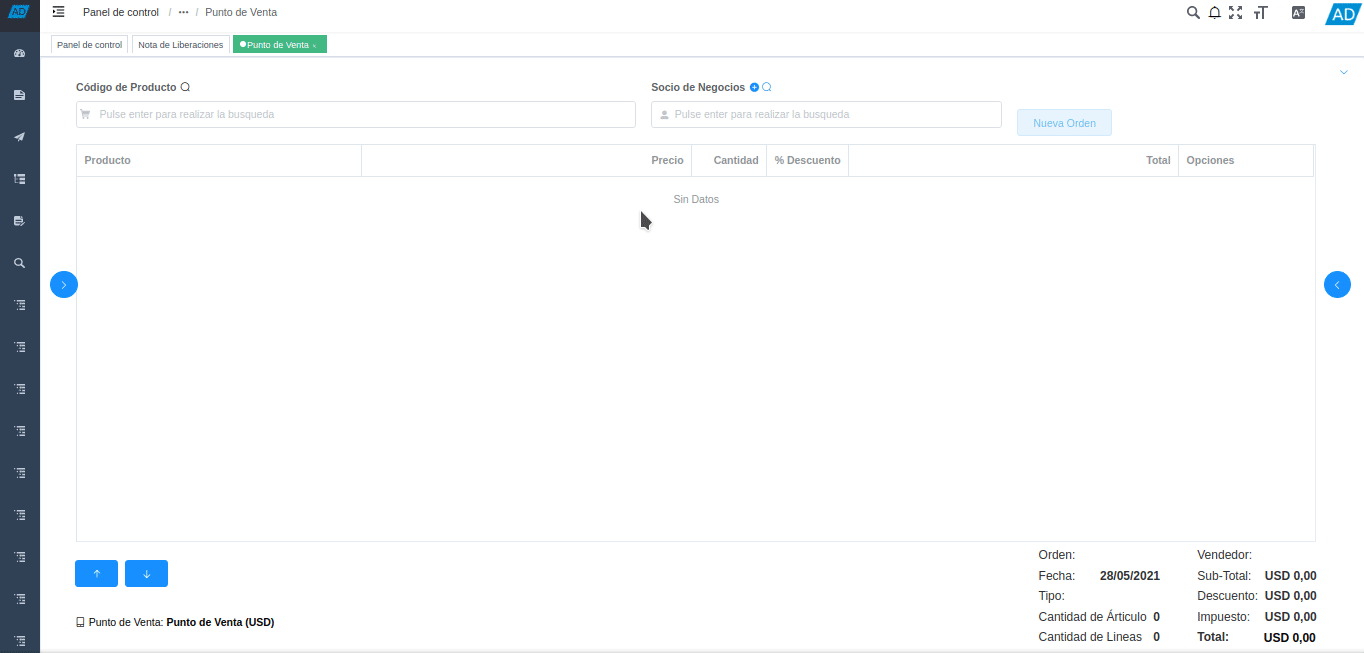 AD
Panel de control / ••• / Punto de Venta
AD
Panel de control
Nota de Liberaciones
Punto de Venta ×
Código de Producto
Socio de Negocios
Pulse enter para realizar la busqueda
Pulse enter para realizar la busqueda
Nueva Orden
Producto Precio Cantidad % Descuento Total Opciones
Sin Datos
Orden: Vendedor:
Fecha: 28/05/2021 Sub-Total: USD 0,00
Tipo: Descuento: USD 0,00
Cantidad de Árticulo 0 Impuesto: USD 0,00
Cantidad de Lineas 0 Total: USD 0,00
Punto de Venta: Punto de Venta (USD)